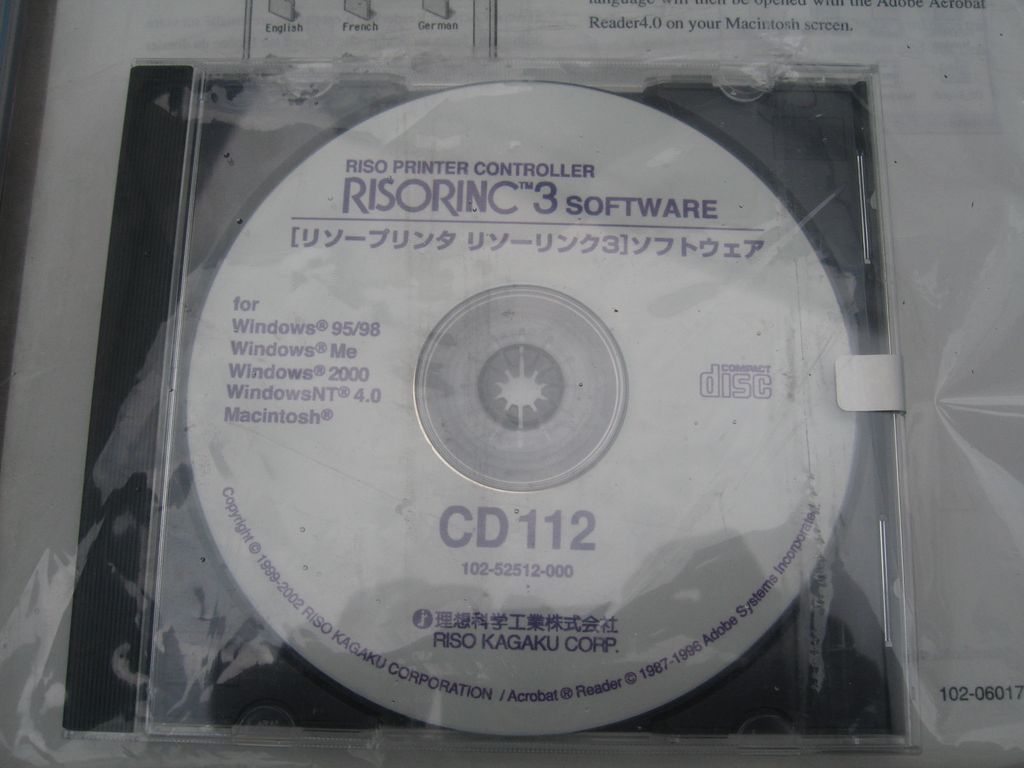 English French German
language will then be opened with the Adobe Acrobat
Reader4.0 on your Macintosh screen.
RISO PRINTER CONTROLLER
RISORINC™3 SOFTWARE
[リソープリンタ リソーリンク3]ソフトウェア
for
Windows® 95/98
Windows® Me
Windows® 2000
WindowsNT® 4.0
Macintosh®
COMPACT
disc
CD 112
102-52512-000
理想科学工業株式会社
RISO KAGAKU CORP.
Copyright © 1999-2002 RISO KAGAKU CORPORATION / Acrobat ® Reader © 1987-1996 Adobe Systems Incorporated
102-06017